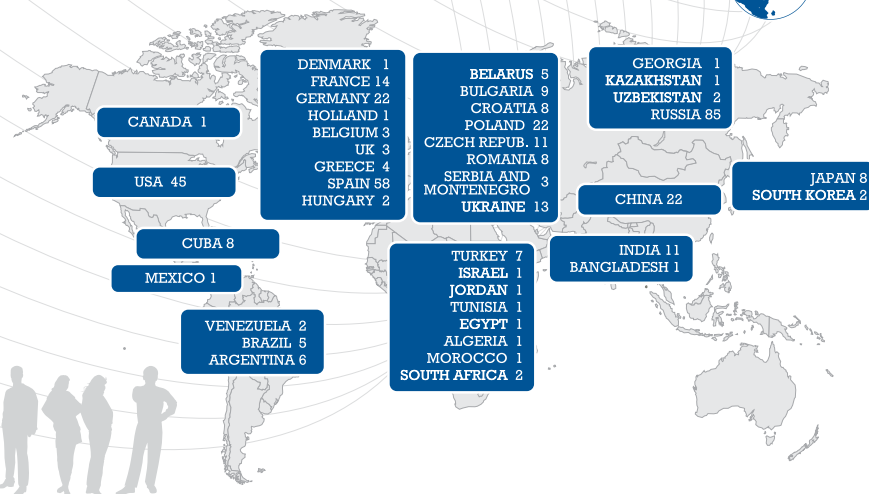 CANADA 1
USA 45
CUBA 8
MEXICO 1
VENEZUELA 2
BRAZIL 5
ARGENTINA 6
DENMARK 1
FRANCE 14
GERMANY 22
HOLLAND 1
BELGIUM 3
UK 3
GREECE 4
SPAIN 58
HUNGARY 2
BELARUS 5
BULGARIA 9
CROATIA 8
POLAND 22
CZECH REPUB. 11
ROMANIA 8
SERBIA AND
MONTENEGRO 3
UKRAINE 13
TURKEY 7
ISRAEL 1
JORDAN 1
TUNISIA 1
EGYPT 1
ALGERIA 1
MOROCCO 1
SOUTH AFRICA 2
GEORGIA 1
KAZAKHSTAN 1
UZBEKISTAN 2
RUSSIA 85
CHINA 22
INDIA 11
BANGLADESH 1
JAPAN 8
SOUTH KOREA 2